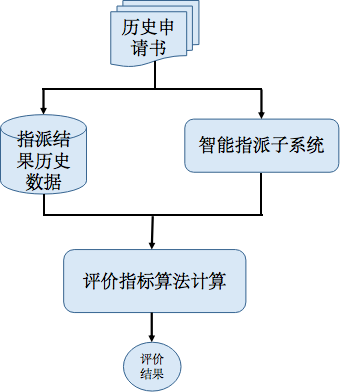 历史申
请书
指派结
果历史
数据
智能指派子系统
评价指标算法计算
评价
结果